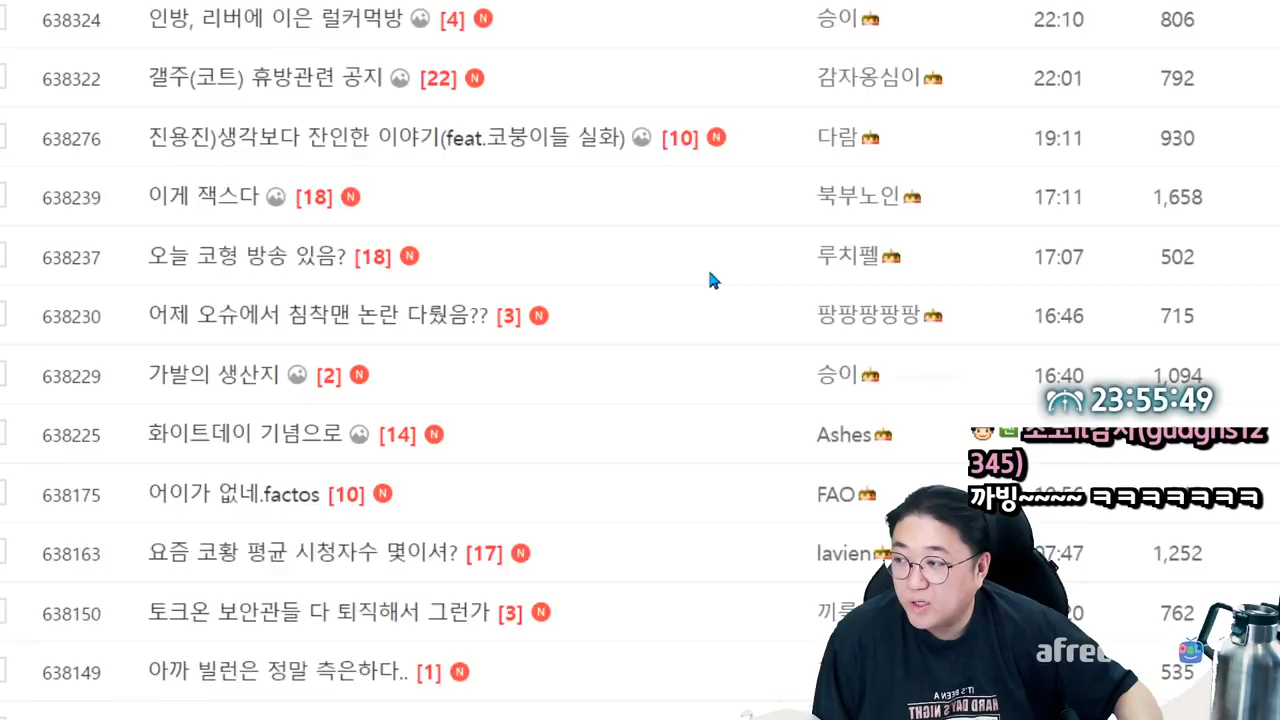 638324 인방, 리버에 이은 럴커먹방 [4] N 승이 22:10 806
638322 갤주(코트) 휴방관련 공지 [22] N 감자옹심이 22:01 792
638276 진용진)생각보다 잔인한 이야기(feat.코붕이들 실화) [10] N 다람 19:11 930
638239 이게 잭스다 [18] N 북부노인 17:11 1,658
638237 오늘 코형 방송 있음? [18] N 루치펠 17:07 502
638230 어제 오슈에서 침착맨 논란 다뤘음?? [3] N 팡팡팡팡팡 16:46 715
638229 가발의 생산지 [2] N 승이 16:40 1,094
23:55:49
638225 화이트데이 기념으로 [14] N Ashes
345)
638175 어이가 없네.factos [10] N FAO
까빙~~~~ ㅋㅋㅋㅋㅋㅋㅋ
638163 요즘 코황 평균 시청자수 몇이셔? [17] N lavien 07:47 1,252
638150 토크온 보안관들 다 퇴직해서 그런가 [3] N 762
638149 아까 빌런은 정말 측은하다.. [1] N 535
IT'S BEEN A
HARD DAY'S NIGHT